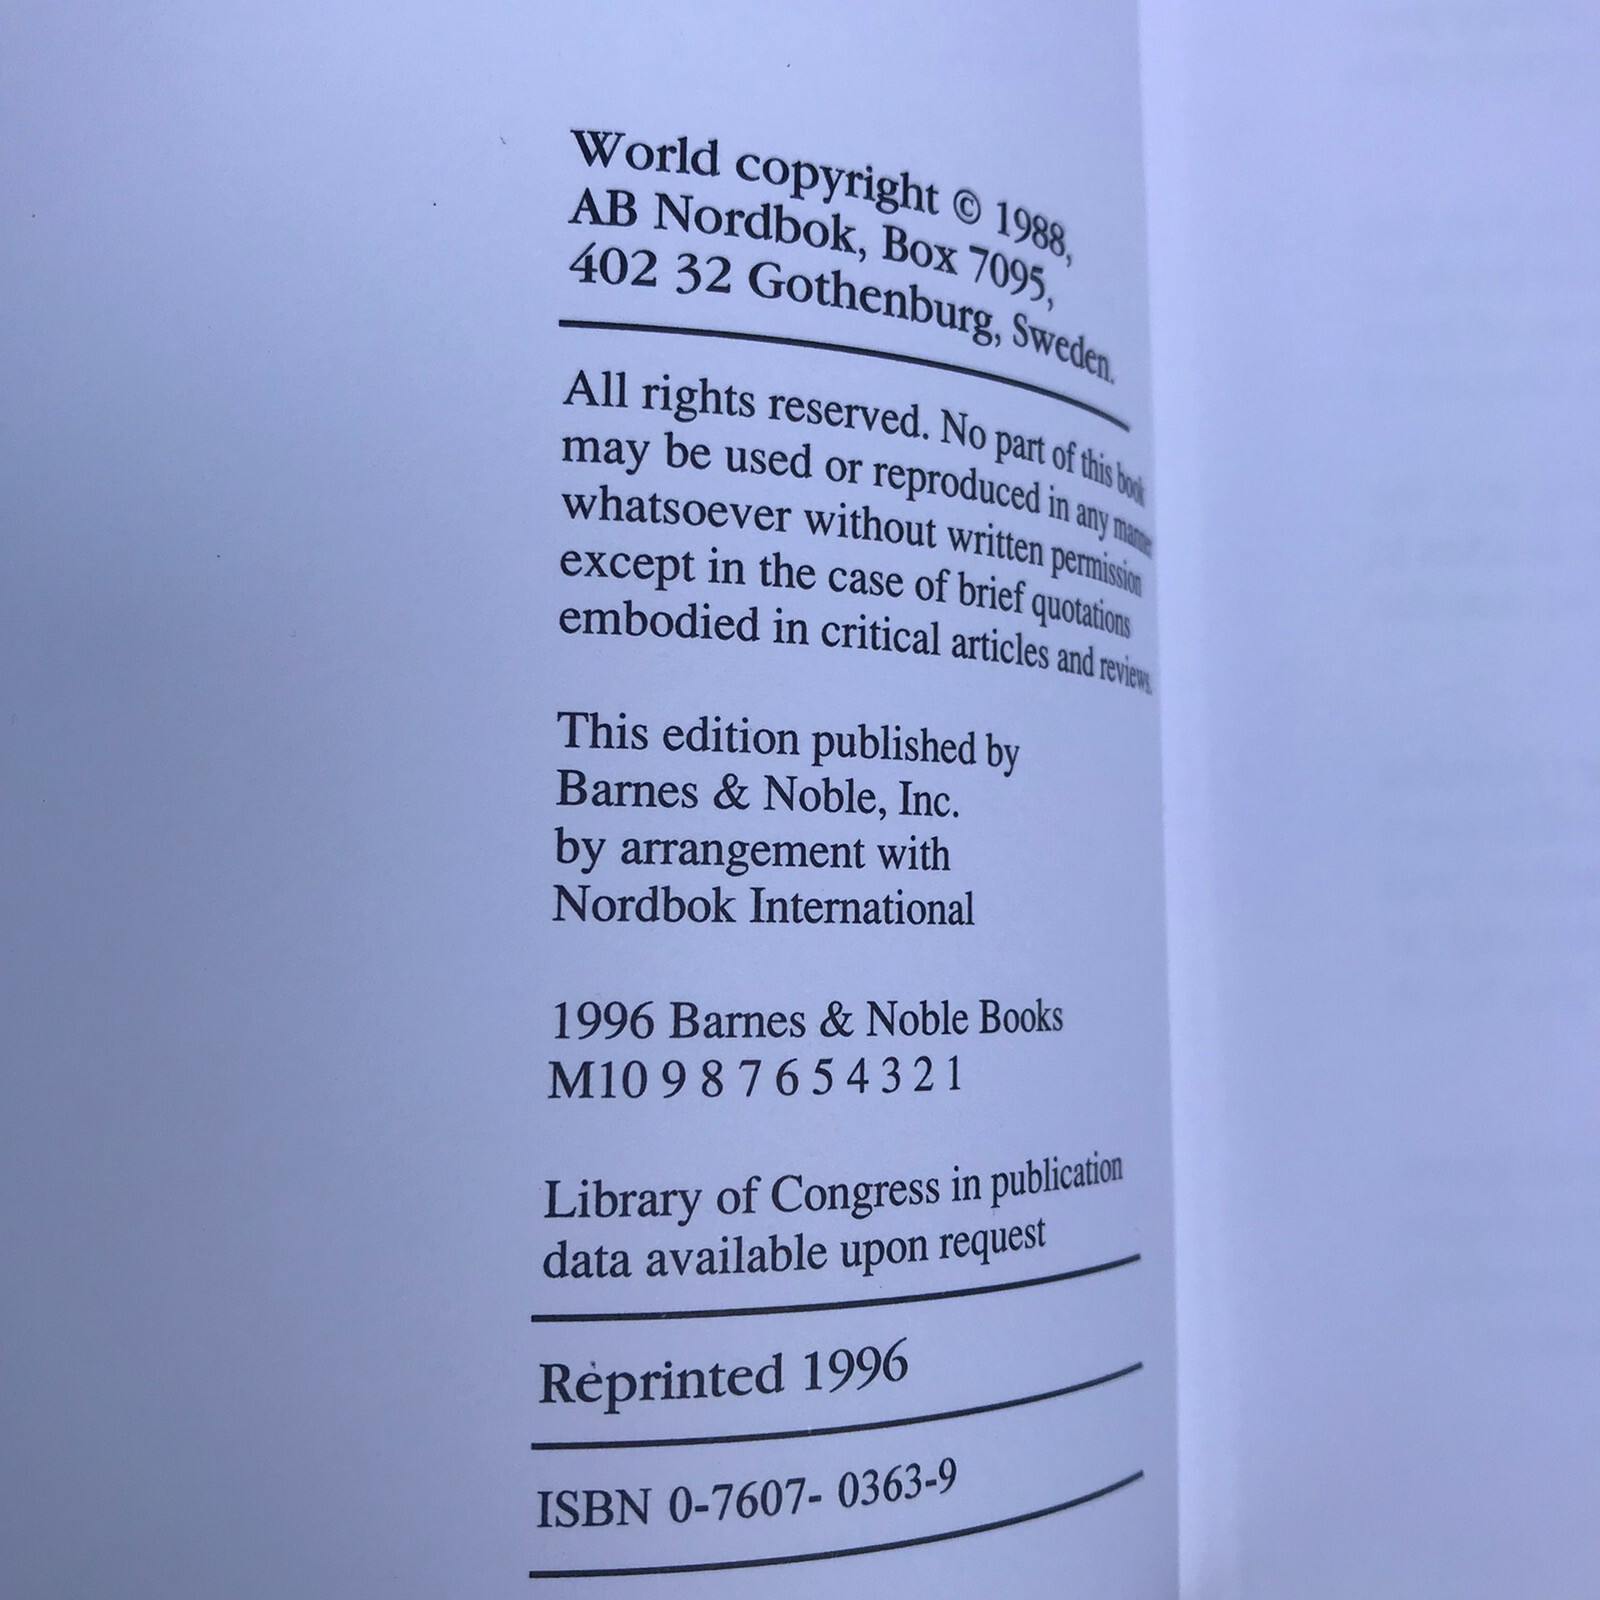 World copyright © 1988,
AB Nordbok, Box 7095,
402 32 Gothenburg, Sweden.
All rights reserved. No part of this book
may be used or reproduced in any manner
whatsoever without written permission
except in the case of brief quotations
embodied in critical articles and reviews.
This edition published by
Barnes & Noble, Inc.
by arrangement with
Nordbok International
1996 Barnes & Noble Books
M10 9 8 7 6 5 4 3 2 1
Library of Congress in publication
data available upon request
Reprinted 1996
ISBN 0-7607- 0363-9